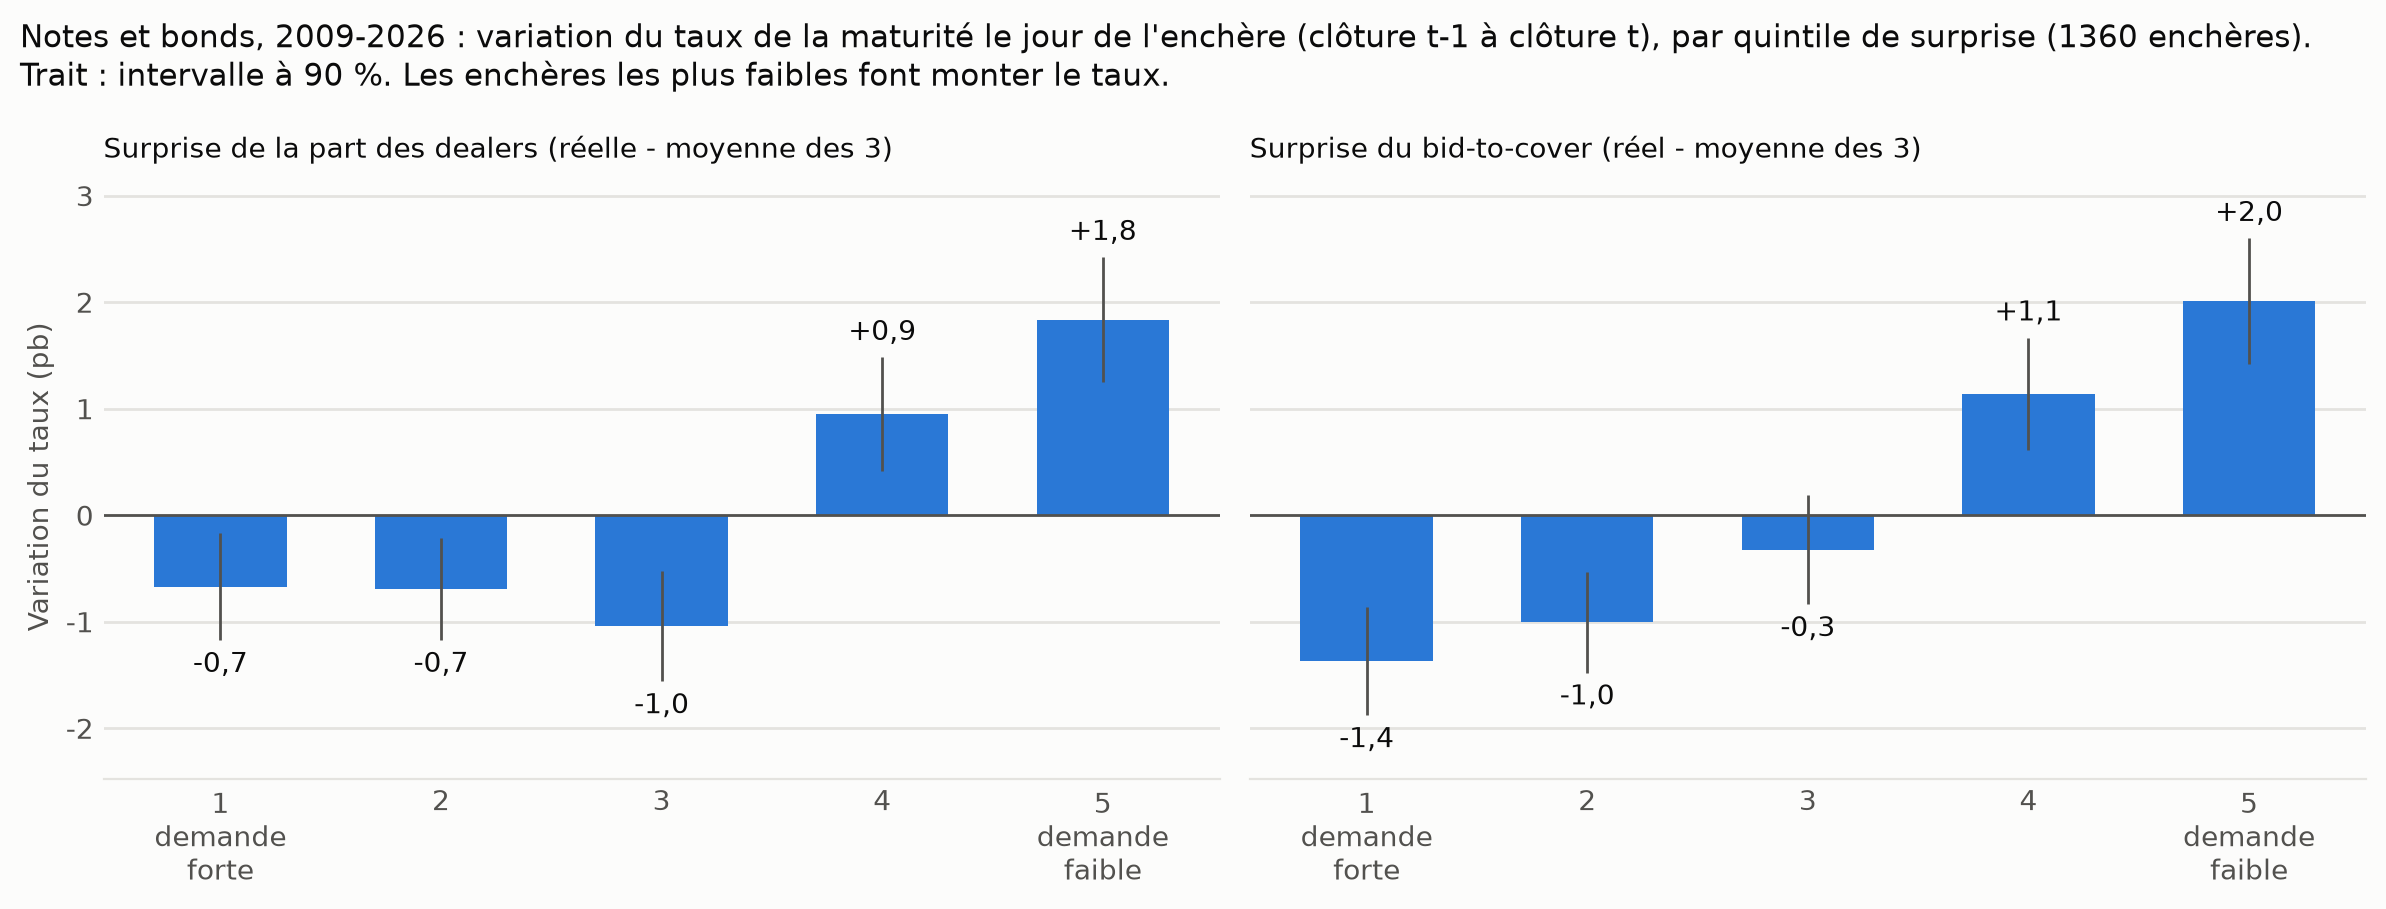 Notes et bonds, 2009-2026 : variation du taux de la maturité le jour de l'enchère (clôture t-1 à clôture t), par quintile de surprise (1360 enchères).
Trait : intervalle à 90 %. Les enchères les plus faibles font monter le taux.
Surprise de la part des dealers (réelle - moyenne des 3)
Variation du taux (pb)
3
2
1
0
-1
-2
-0,7
-0,7
-1,0
+0,9
+1,8
1
demande
forte
2
3
4
5
demande
faible
Surprise du bid-to-cover (réel - moyenne des 3)
-1,4
-1,0
-0,3
+1,1
+2,0
1
demande
forte
2
3
4
5
demande
faible